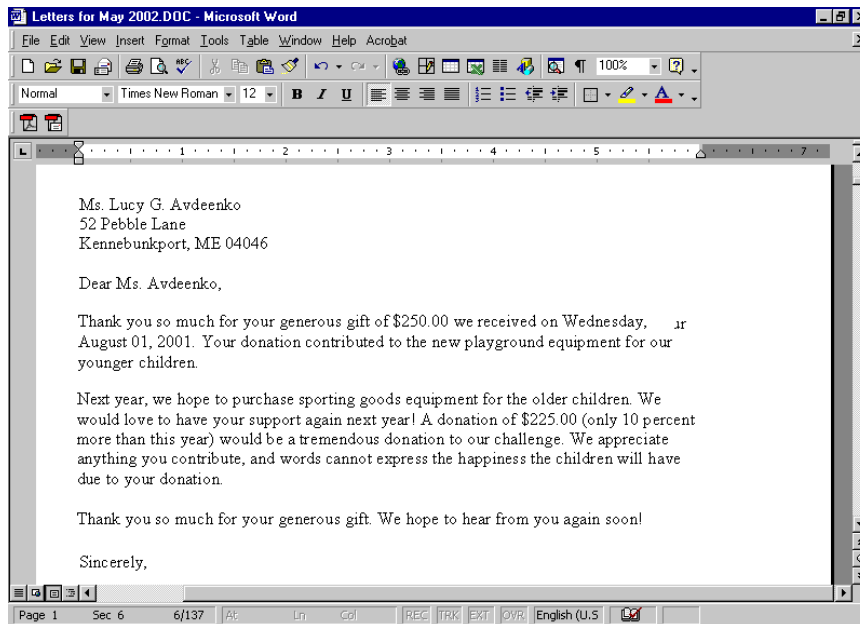 Letters for May 2002.DOC - Microsoft Word
File Edit View Insert Format Tools Table Window Help Acrobat
ABC 100%
Normal Times New Roman 12 B I U A
L 1 2 3 4 5 7
Ms. Lucy G. Avdeenko
52 Pebble Lane
Kennebunkport, ME 04046
Dear Ms. Avdeenko,
Thank you so much for your generous gift of $250.00 we received on Wednesday,
August 01, 2001. Your donation contributed to the new playground equipment for our
younger children.
Next year, we hope to purchase sporting goods equipment for the older children. We
would love to have your support again next year! A donation of $225.00 (only 10 percent
more than this year) would be a tremendous donation to our challenge. We appreciate
anything you contribute, and words cannot express the happiness the children will have
due to your donation.
Thank you so much for your generous gift. We hope to hear from you again soon!
Sincerely,
Page 1 Sec 6 6/137 At Ln Col REC TRK EXT OVR English (U.S